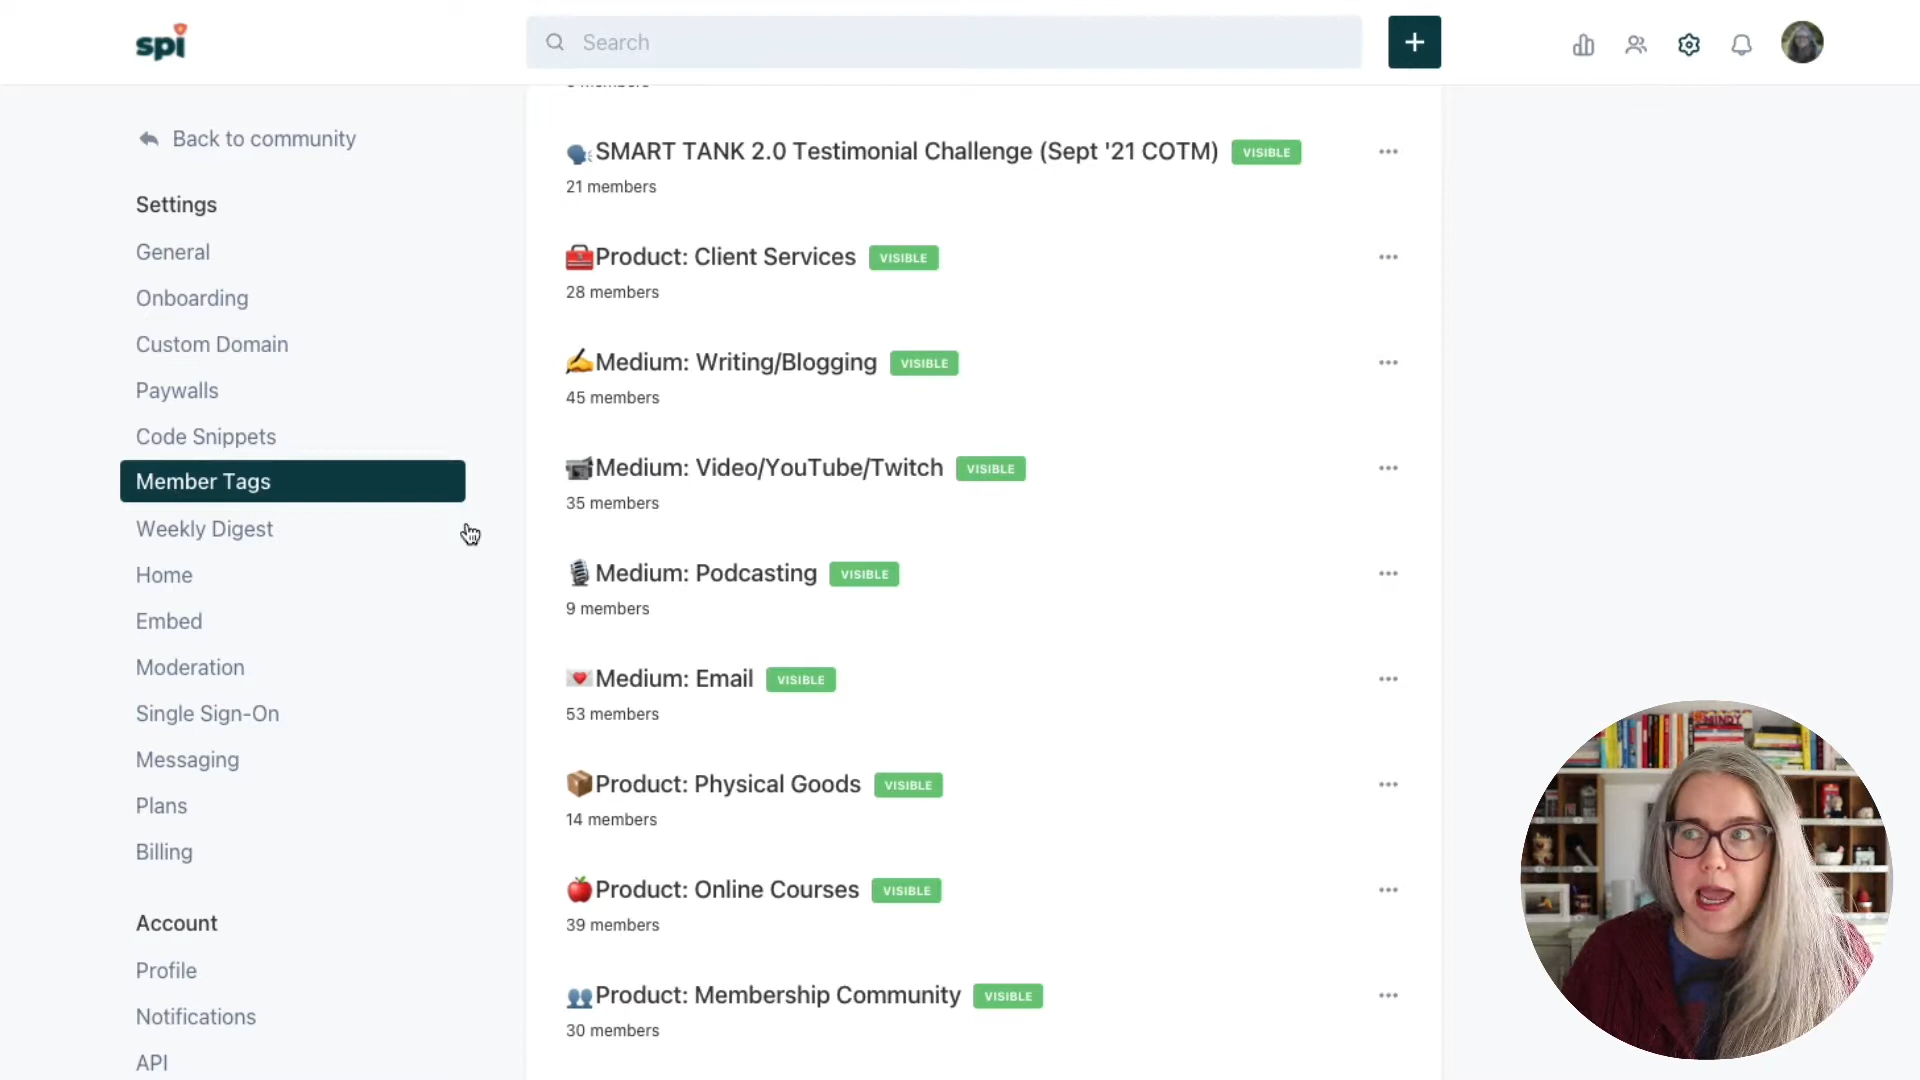 spi
Search
+
Back to community
Settings
General
Onboarding
Custom Domain
Paywalls
Code Snippets
Member Tags
Weekly Digest
Home
Embed
Moderation
Single Sign-On
Messaging
Plans
Billing
Account
Profile
Notifications
API
SMART TANK 2.0 Testimonial Challenge (Sept '21 COTM) VISIBLE
21 members
Product: Client Services VISIBLE
28 members
Medium: Writing/Blogging VISIBLE
45 members
Medium: Video/YouTube/Twitch VISIBLE
35 members
Medium: Podcasting VISIBLE
9 members
Medium: Email VISIBLE
53 members
Product: Physical Goods VISIBLE
14 members
Product: Online Courses VISIBLE
39 members
Product: Membership Community VISIBLE
30 members